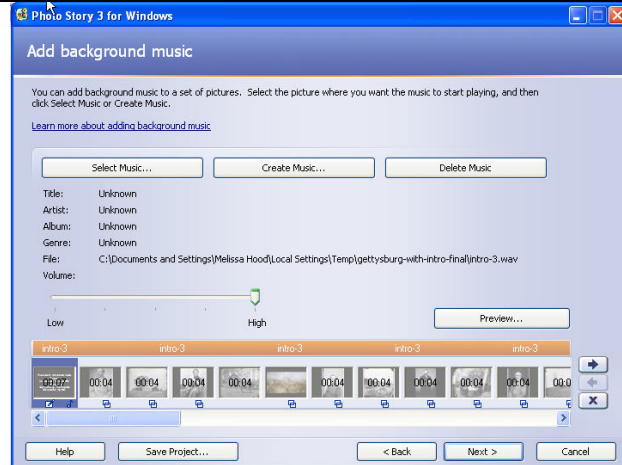 Photo Story 3 for Windows
Add background music
You can add background music to a set of pictures. Select the picture where you want the music to start playing, and then
click Select Music or Create Music.
Learn more about adding background music
Select Music... Create Music... Delete Music
Title: Unknown
Artist: Unknown
Album: Unknown
Genre: Unknown
File: C:\Documents and Settings\Melissa Hood\Local Settings\Temp\gettysburg-with-intro-final\intro-3.wav
Volume:
Low High
Preview...
intro-3 intro-3 intro-3 intro-3 intro-3
00:07 00:04 00:04 00:04 00:04 00:04 00:04 00:04 00:04 00:04 00:0
Help Save Project... < Back Next > Cancel